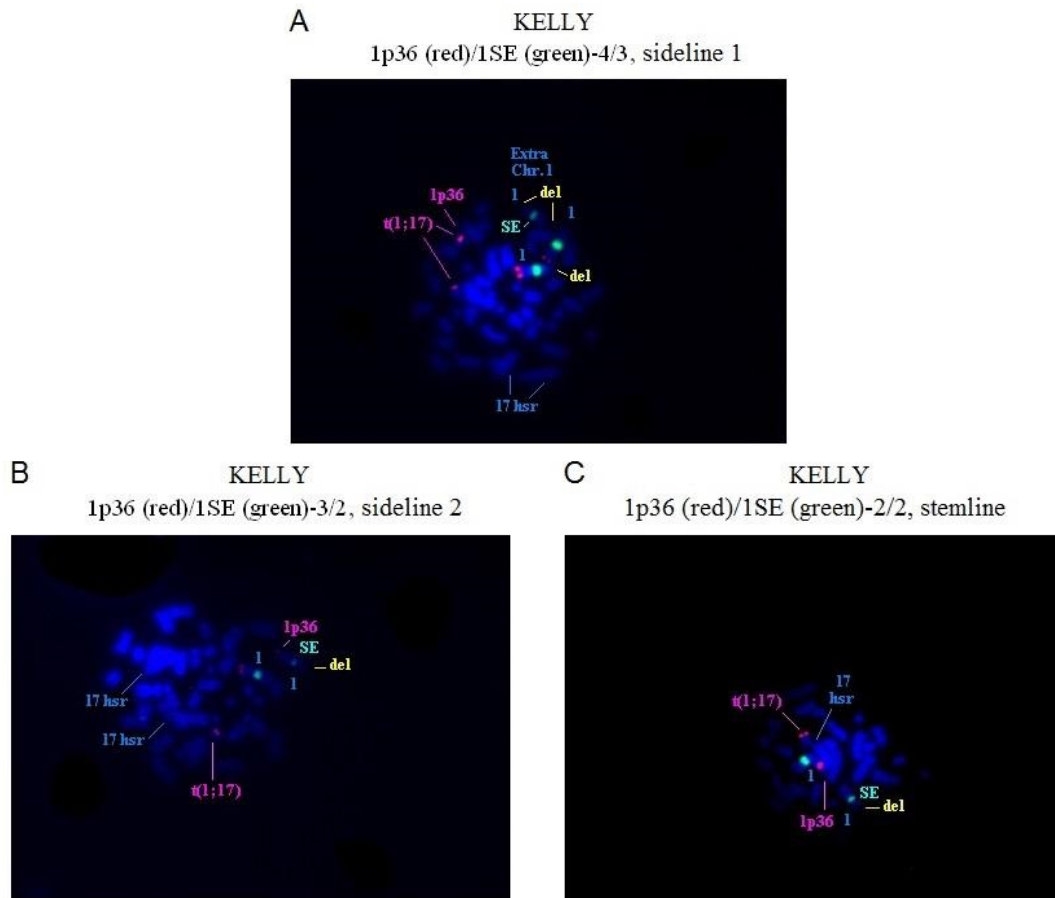 A
KELLY
1p36 (red)/1SE (green)-4/3, sideline 1
Extra
Chr.1
1p36
1
del
t(1;17)
SE
1
1
del
17 hsr
B
KELLY
1p36 (red)/1SE (green)-3/2, sideline 2
1p36
SE
1
del
17 hsr
1
17 hsr
t(1;17)
C
KELLY
1p36 (red)/1SE (green)-2/2, stemline
17
hsr
t(1;17)
1
SE
del
1p36
1